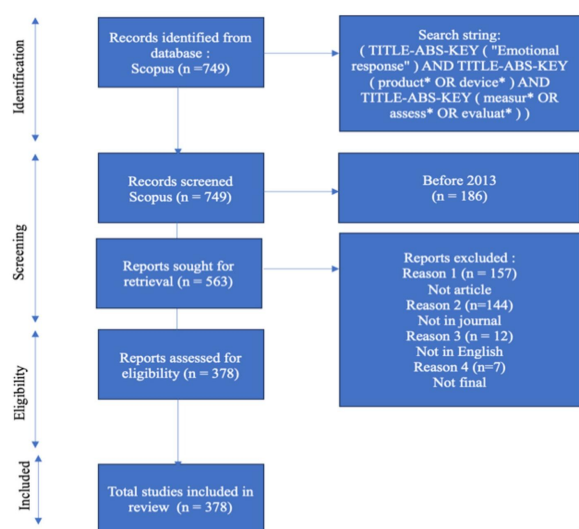 Identification
Records identified from
database :
Scopus (n =749)
Search string:
( TITLE-ABS-KEY ( "Emotional
response" ) AND TITLE-ABS-KEY
( product* OR device* ) AND
TITLE-ABS-KEY ( measur* OR
assess* OR evaluat* ) )
Screening
Records screened
Scopus (n = 749)
Before 2013
(n = 186)
Reports sought for
retrieval (n = 563)
Reports excluded :
Reason 1 (n = 157)
Not article
Reason 2 (n=144)
Not in journal
Reason 3 (n = 12)
Not in English
Reason 4 (n=7)
Not final
Eligibility
Reports assessed for
eligibility (n = 378)
Included
Total studies included in
review (n = 378)